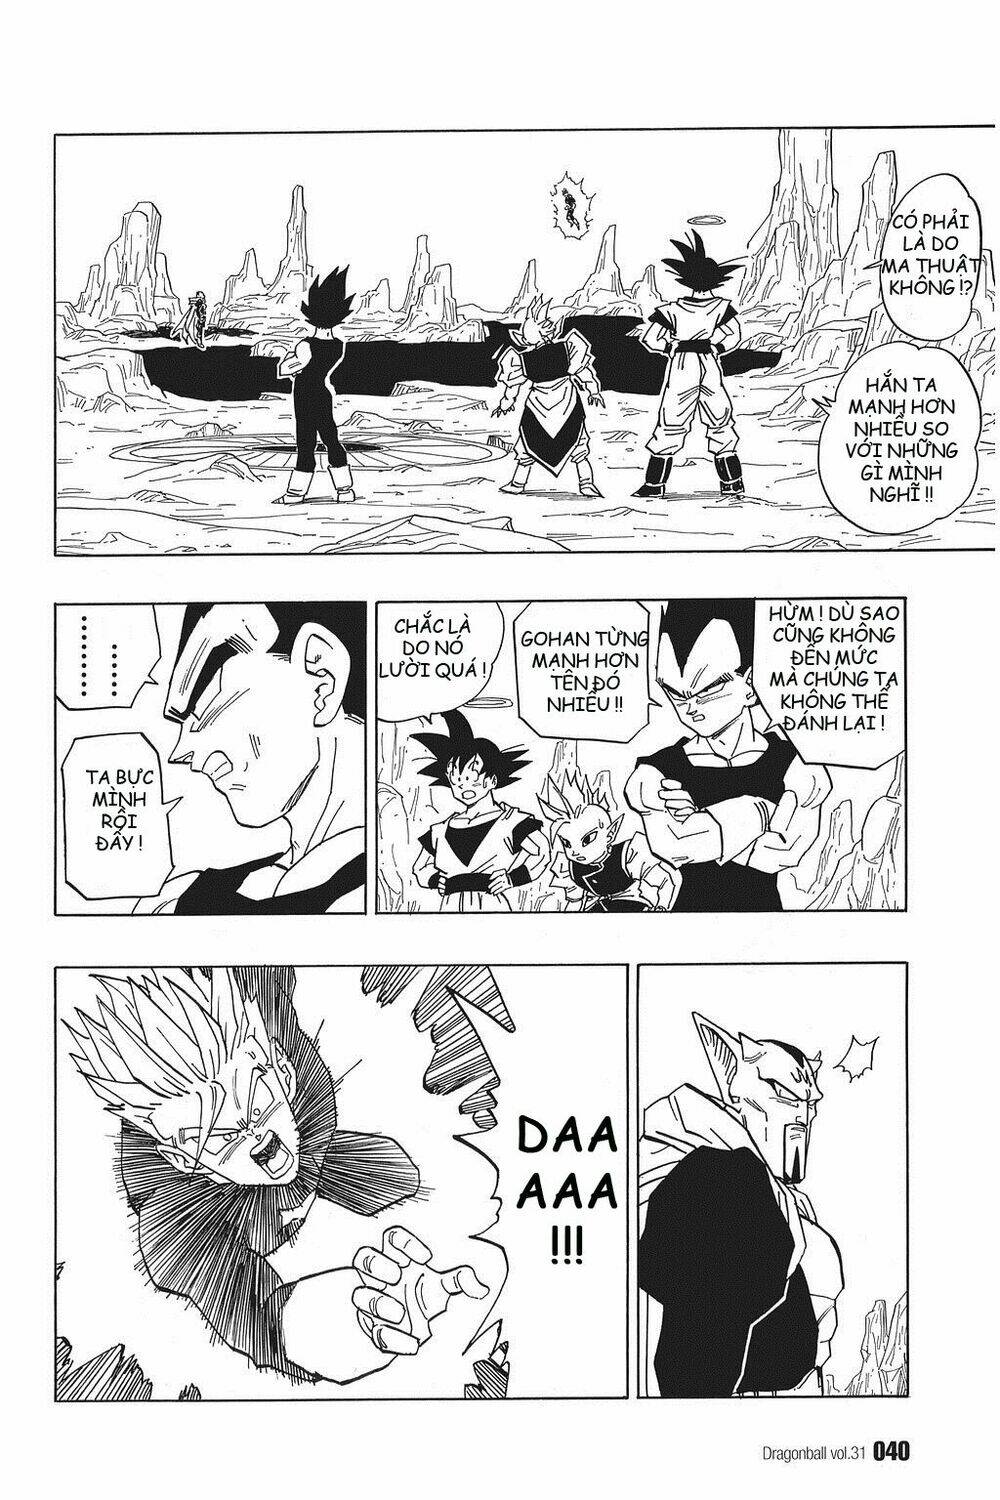 CÓ PHẢI
LÀ DO
MA THUẬT
KHÔNG !?
HẮN TA
MẠNH HƠN
NHIỀU SO
VỚI NHỮNG
GÌ MÌNH
NGHĨ !!
HỪM ! DÙ SAO
CŨNG KHÔNG
ĐẾN MỨC
MÀ CHÚNG TA
KHÔNG THỂ
ĐÁNH LẠI !
GOHAN TỪNG
MẠNH HƠN
TÊN ĐÓ
NHIỀU !!
CHẮC LÀ
DO NÓ
LƯỜI QUÁ !
TA BỰC
MÌNH
RỒI
ĐẤY !
DAA
AAA
!!!
Dragonball vol.31 040